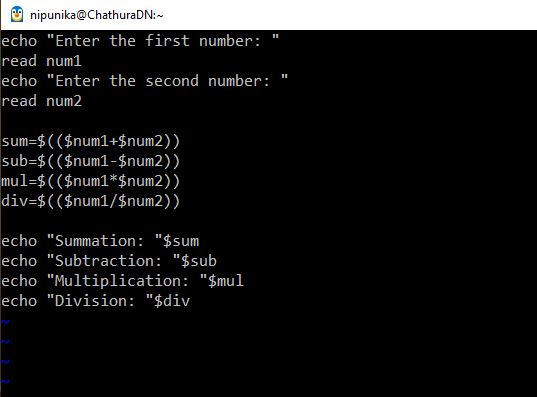 nipunika@ChathuraDN:~
echo "Enter the first number: "
read num1
echo "Enter the second number: "
read num2
sum=$(($num1+$num2))
sub=$(($num1-$num2))
mul=$(($num1*$num2))
div=$(($num1/$num2))
echo "Summation: "$sum
echo "Subtraction: "$sub
echo "Multiplication: "$mul
echo "Division: "$div
~
~
~
~